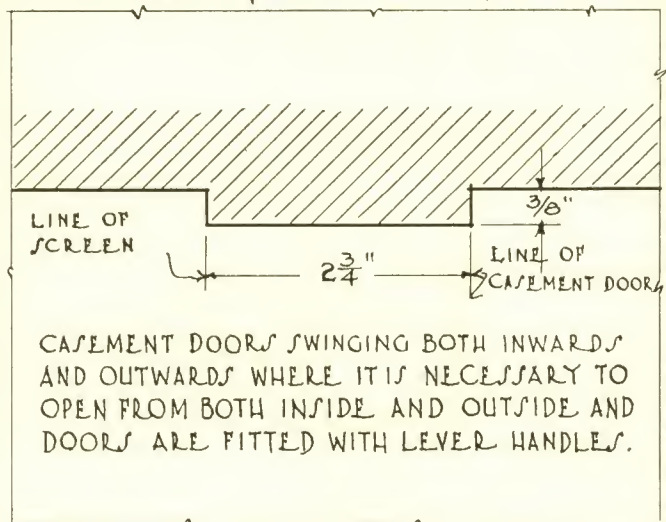 3/8"
LINE OF
SCREEN
2 3/4"
LINE OF
CASEMENT DOORS
CASEMENT DOORS SWINGING BOTH INWARDS
AND OUTWARDS WHERE IT IS NECESSARY TO
OPEN FROM BOTH INSIDE AND OUTSIDE AND
DOORS ARE FITTED WITH LEVER HANDLES.